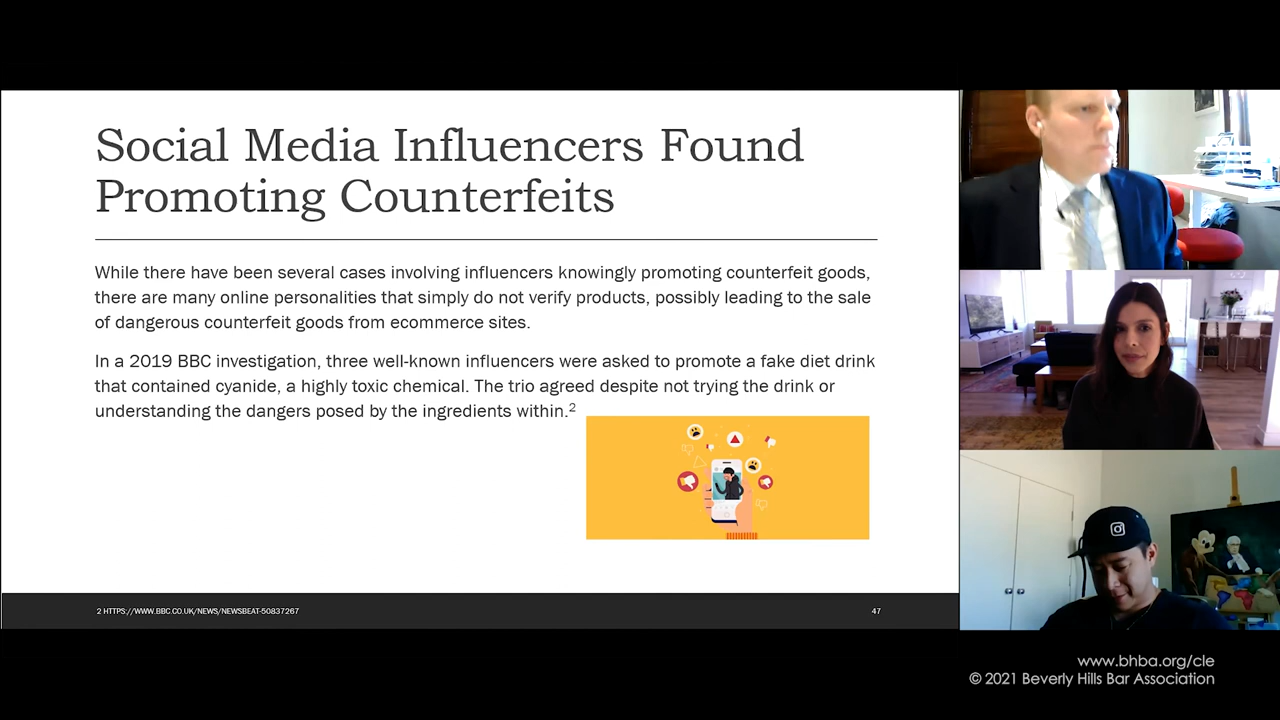 Social Media Influencers Found
Promoting Counterfeits
While there have been several cases involving influencers knowingly promoting counterfeit goods,
there are many online personalities that simply do not verify products, possibly leading to the sale
of dangerous counterfeit goods from ecommerce sites.
In a 2019 BBC investigation, three well-known influencers were asked to promote a fake diet drink
that contained cyanide, a highly toxic chemical. The trio agreed despite not trying the drink or
understanding the dangers posed by the ingredients within.2
2 HTTPS://WWW.BBC.CO.UK/NEWS/NEWSBEAT-50837267
47
www.bhba.org/cle
© 2021 Beverly Hills Bar Association